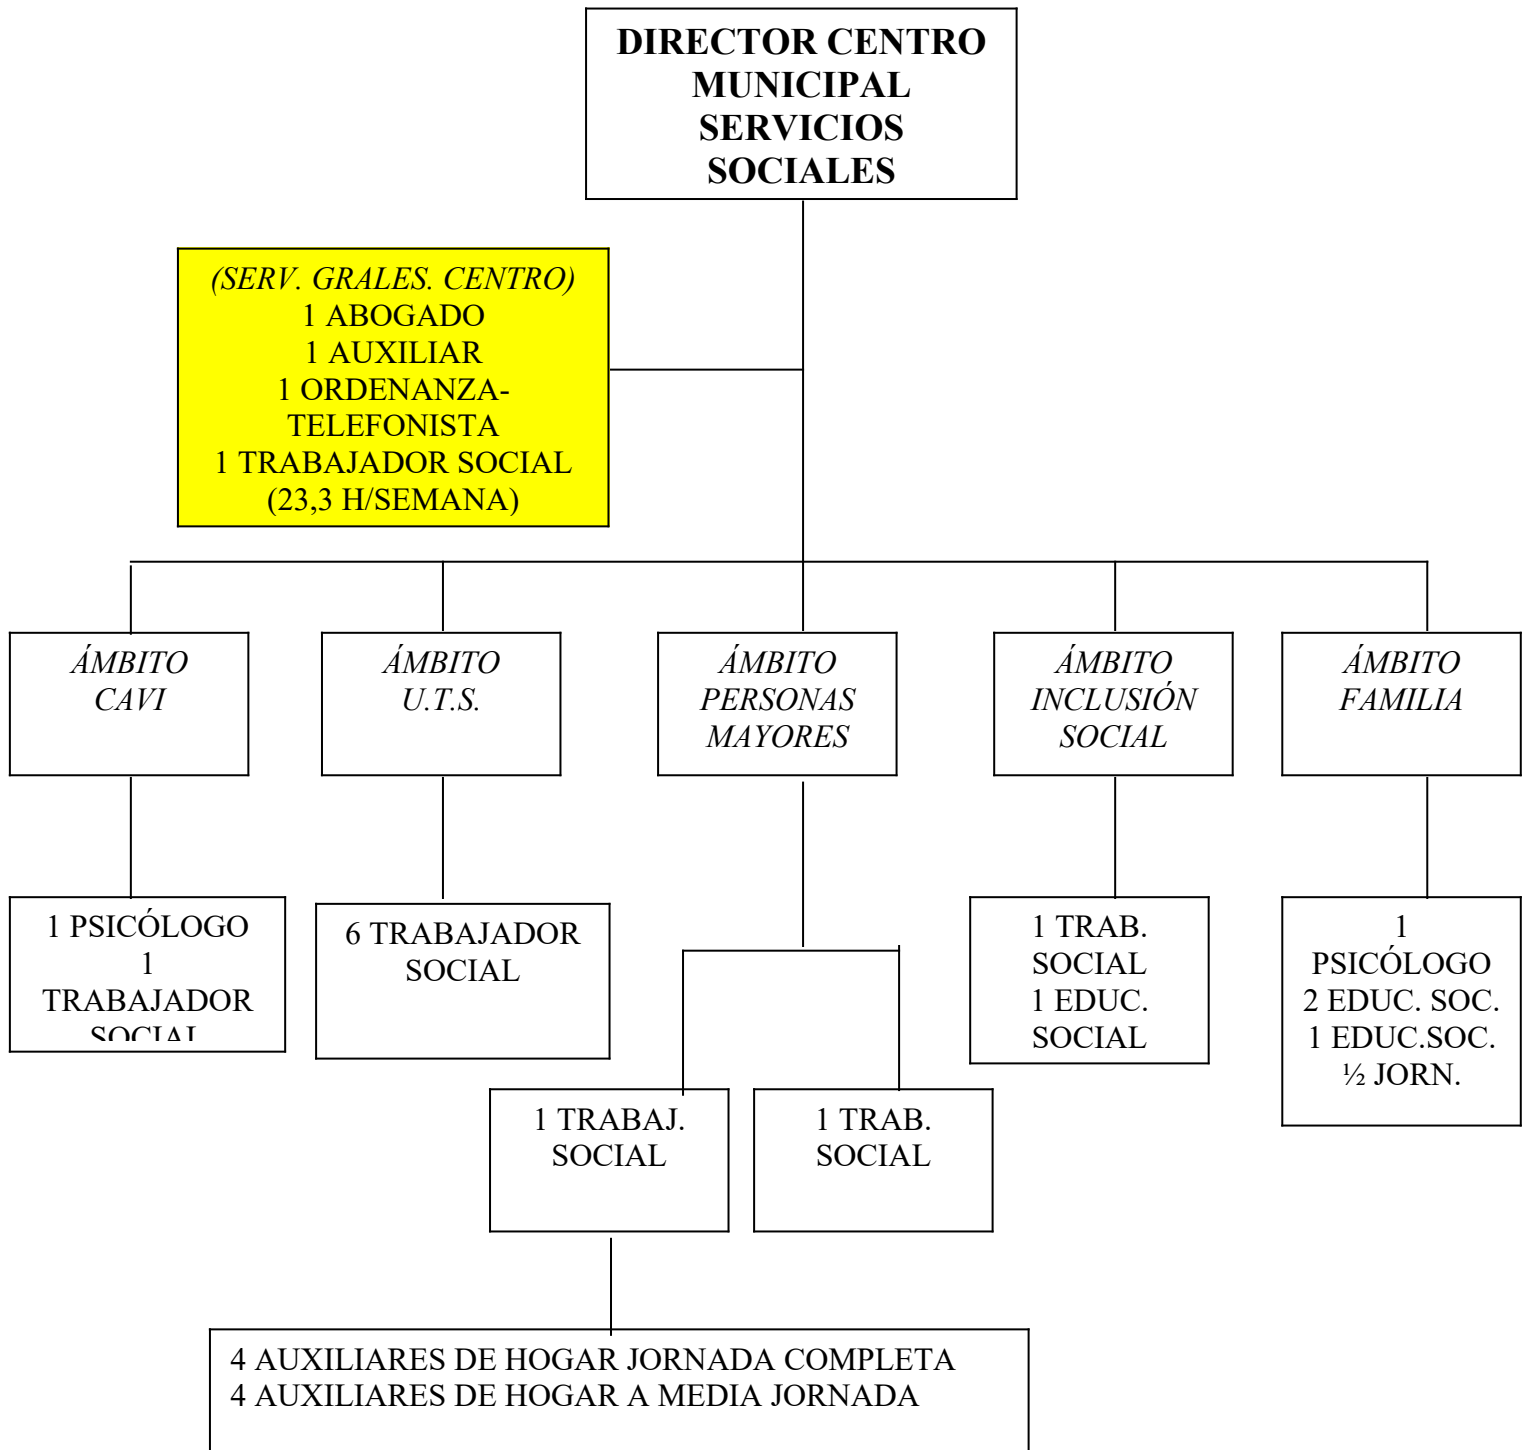 DIRECTOR CENTRO
MUNICIPAL
SERVICIOS
SOCIALES
(SERV. GRALES. CENTRO)
1 ABOGADO
1 AUXILIAR
1 ORDENANZA-
TELEFONISTA
1 TRABAJADOR SOCIAL
(23,3 H/SEMANA)
ÁMBITO
CAVI
ÁMBITO
U.T.S.
ÁMBITO
PERSONAS
MAYORES
ÁMBITO
INCLUSIÓN
SOCIAL
ÁMBITO
FAMILIA
1 PSICÓLOGO
1
TRABAJADOR
SOCIAL
6 TRABAJADOR
SOCIAL
1 TRAB.
SOCIAL
1 EDUC.
SOCIAL
1
PSICÓLOGO
2 EDUC. SOC.
1 EDUC.SOC.
½ JORN.
1 TRABAJ.
SOCIAL
1 TRAB.
SOCIAL
4 AUXILIARES DE HOGAR JORNADA COMPLETA
4 AUXILIARES DE HOGAR A MEDIA JORNADA